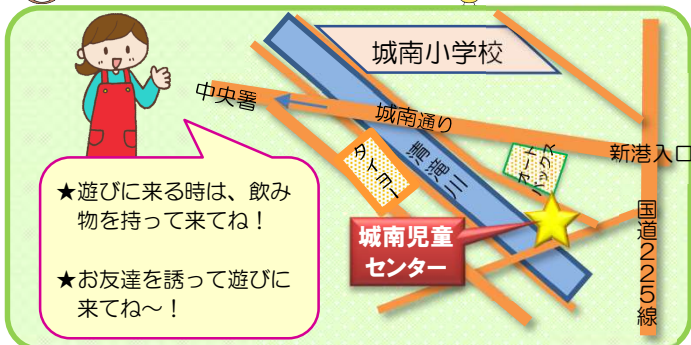 城南小学校
中央署
城南通り
新港入口
タイヨー
清滝川
オートバックス
国道225線
城南児童
センター
★遊びに来る時は、飲み
物を持って来てね！
★お友達を誘って遊びに
来てね～！